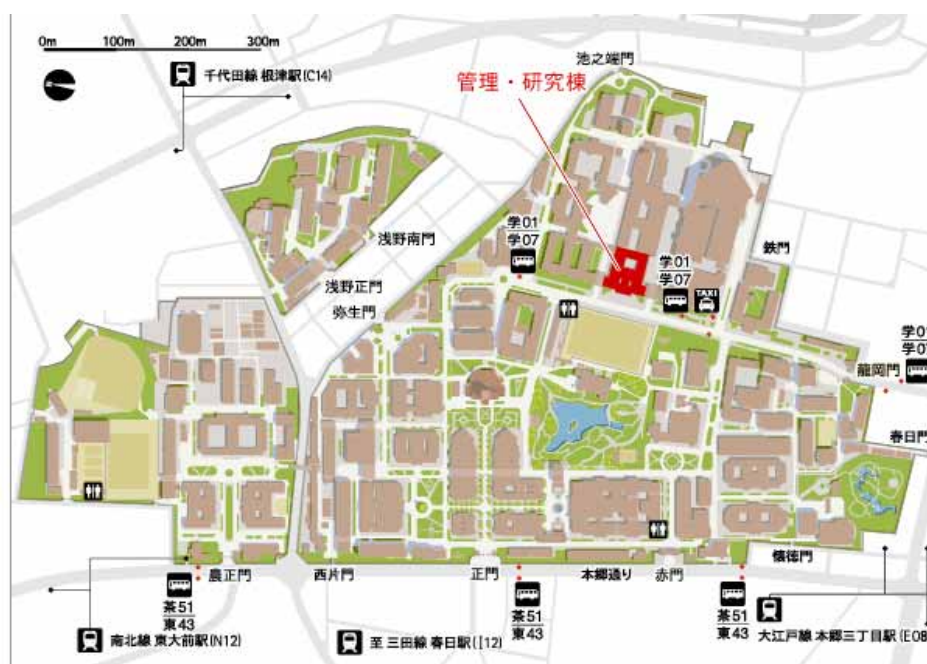 0m 100m 200m 300m
千代田線 根津駅(C14)
池之端門
管理・研究棟
浅野南門
浅野正門
弥生門
学01
学07
学01
学07
TAXI
鉄門
学01
学07
龍岡門
春日門
懐徳門
農正門
西片門
正門
本郷通り
赤門
茶51
東43
茶51
東43
茶51
東43
南北線 東大前駅(N12)
至 三田線 春日駅(I12)
大江戸線 本郷三丁目駅(E08